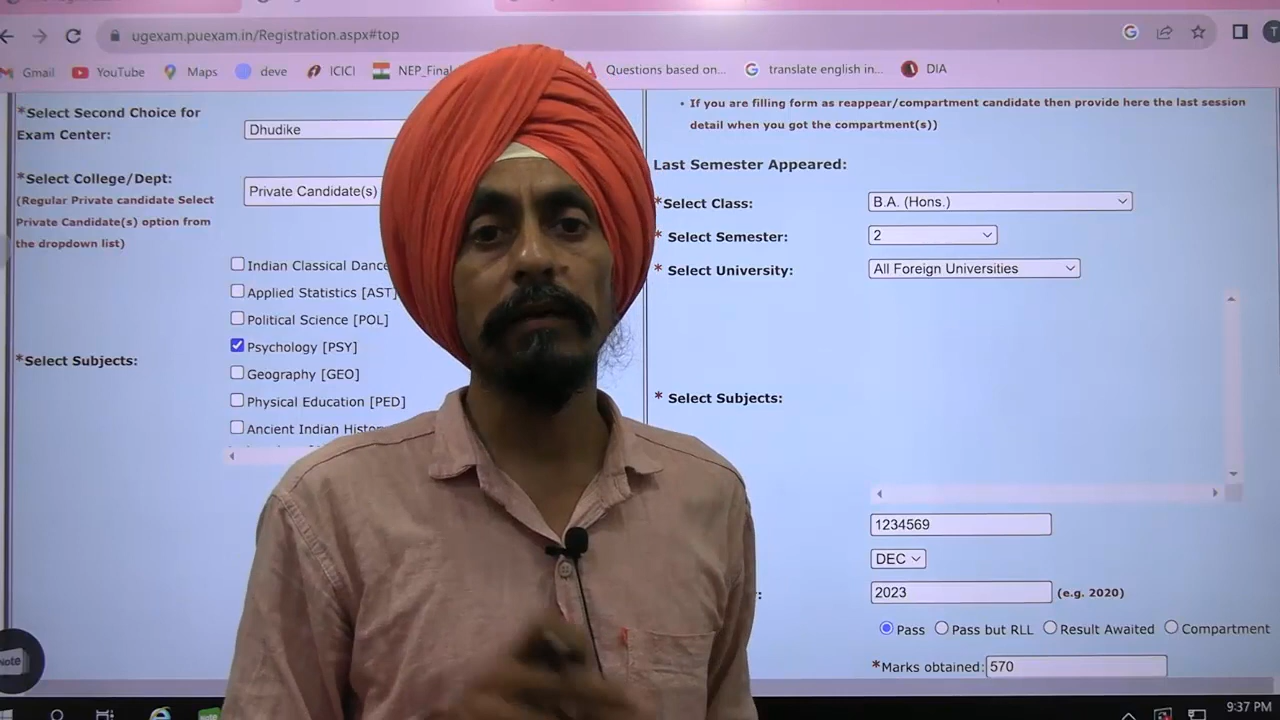 ugexam.puexam.in/Registration.aspx#top
Gmail YouTube Maps deve ICICI NEP_Final Questions based on... translate english in... DIA
*Select Second Choice for
Exam Center:
Dhudike
*Select College/Dept:
(Regular Private candidate Select
Private Candidate(s) option from
the dropdown list)
Private Candidate(s)
Indian Classical Dance
Applied Statistics [AST]
Political Science [POL]
*Select Subjects:
Psychology [PSY]
Geography [GEO]
Physical Education [PED]
Ancient Indian
• If you are filling form as reappear/compartment candidate then provide here the last session
detail when you got the compartment(s))
Last Semester Appeared:
*Select Class:
B.A. (Hons.)
* Select Semester:
2
* Select University:
All Foreign Universities
* Select Subjects:
1234569
DEC
2023 (e.g. 2020)
Pass Pass but RLL Result Awaited Compartment
*Marks obtained: 570
Note
9:37 PM